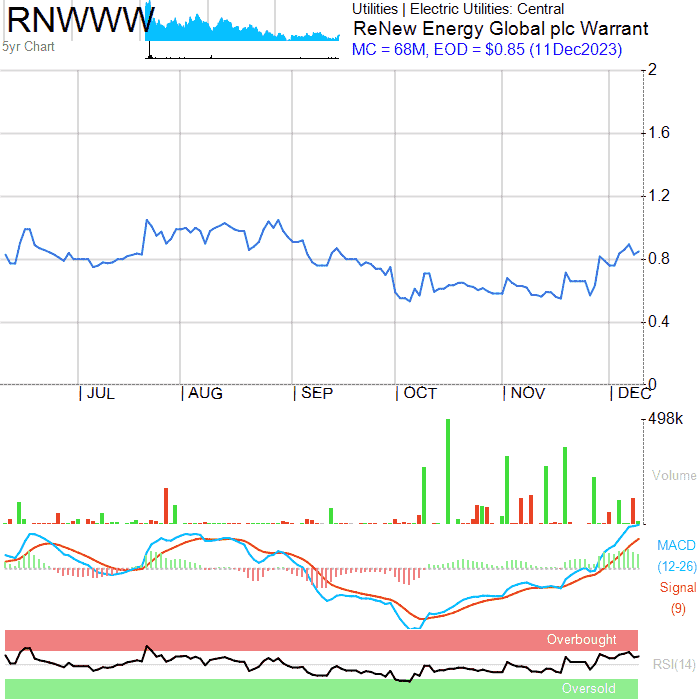 RNWWW
5yr Chart
Utilities | Electric Utilities: Central
ReNew Energy Global plc Warrant
MC = 68M, EOD = $0.85 (11Dec2023)
2
1.6
1.2
0.8
0.4
0
| JUL | AUG | SEP | OCT | NOV | DEC
498k
Volume
MACD
(12-26)
Signal
(9)
Overbought
RSI(14)
Oversold